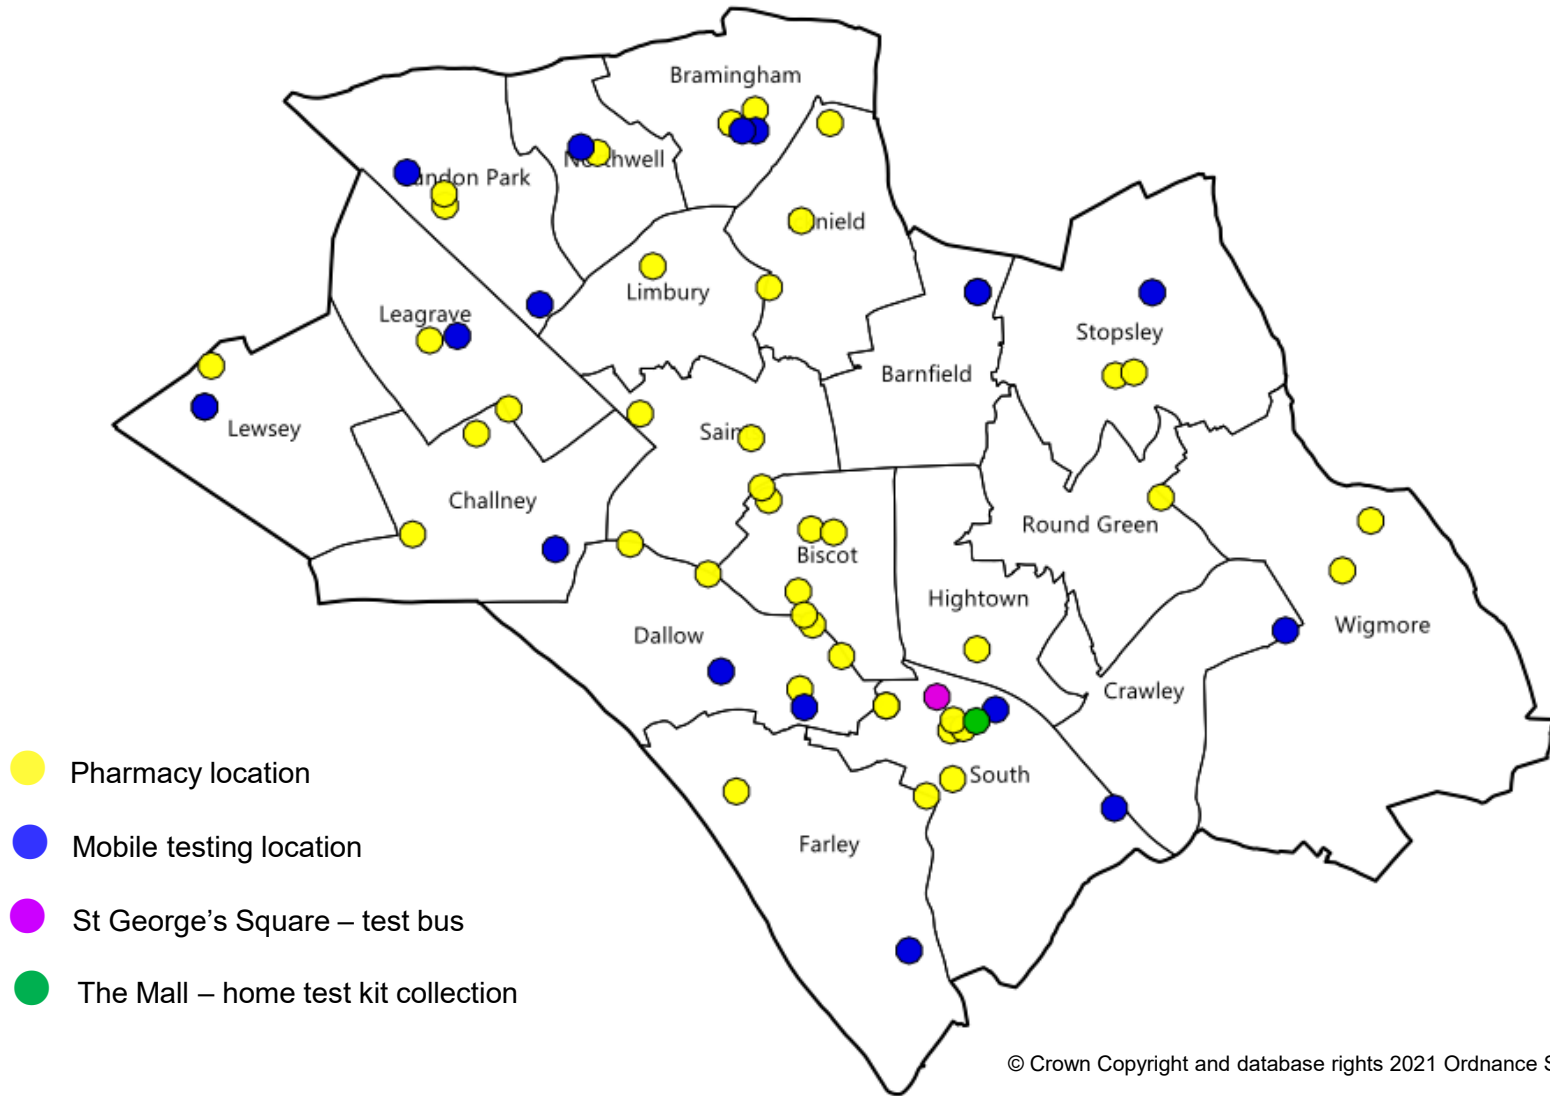 Bramingham
Northwell
undon Park
nield
Limbury
Leagrave
Stopsley
Barnfield
Lewsey
Sain
Challney
Round Green
Biscot
Hightown
Dallow
Wigmore
Crawley
South
Farley
Pharmacy location
Mobile testing location
St George’s Square – test bus
The Mall – home test kit collection
© Crown Copyright and database rights 2021 Ordnance S